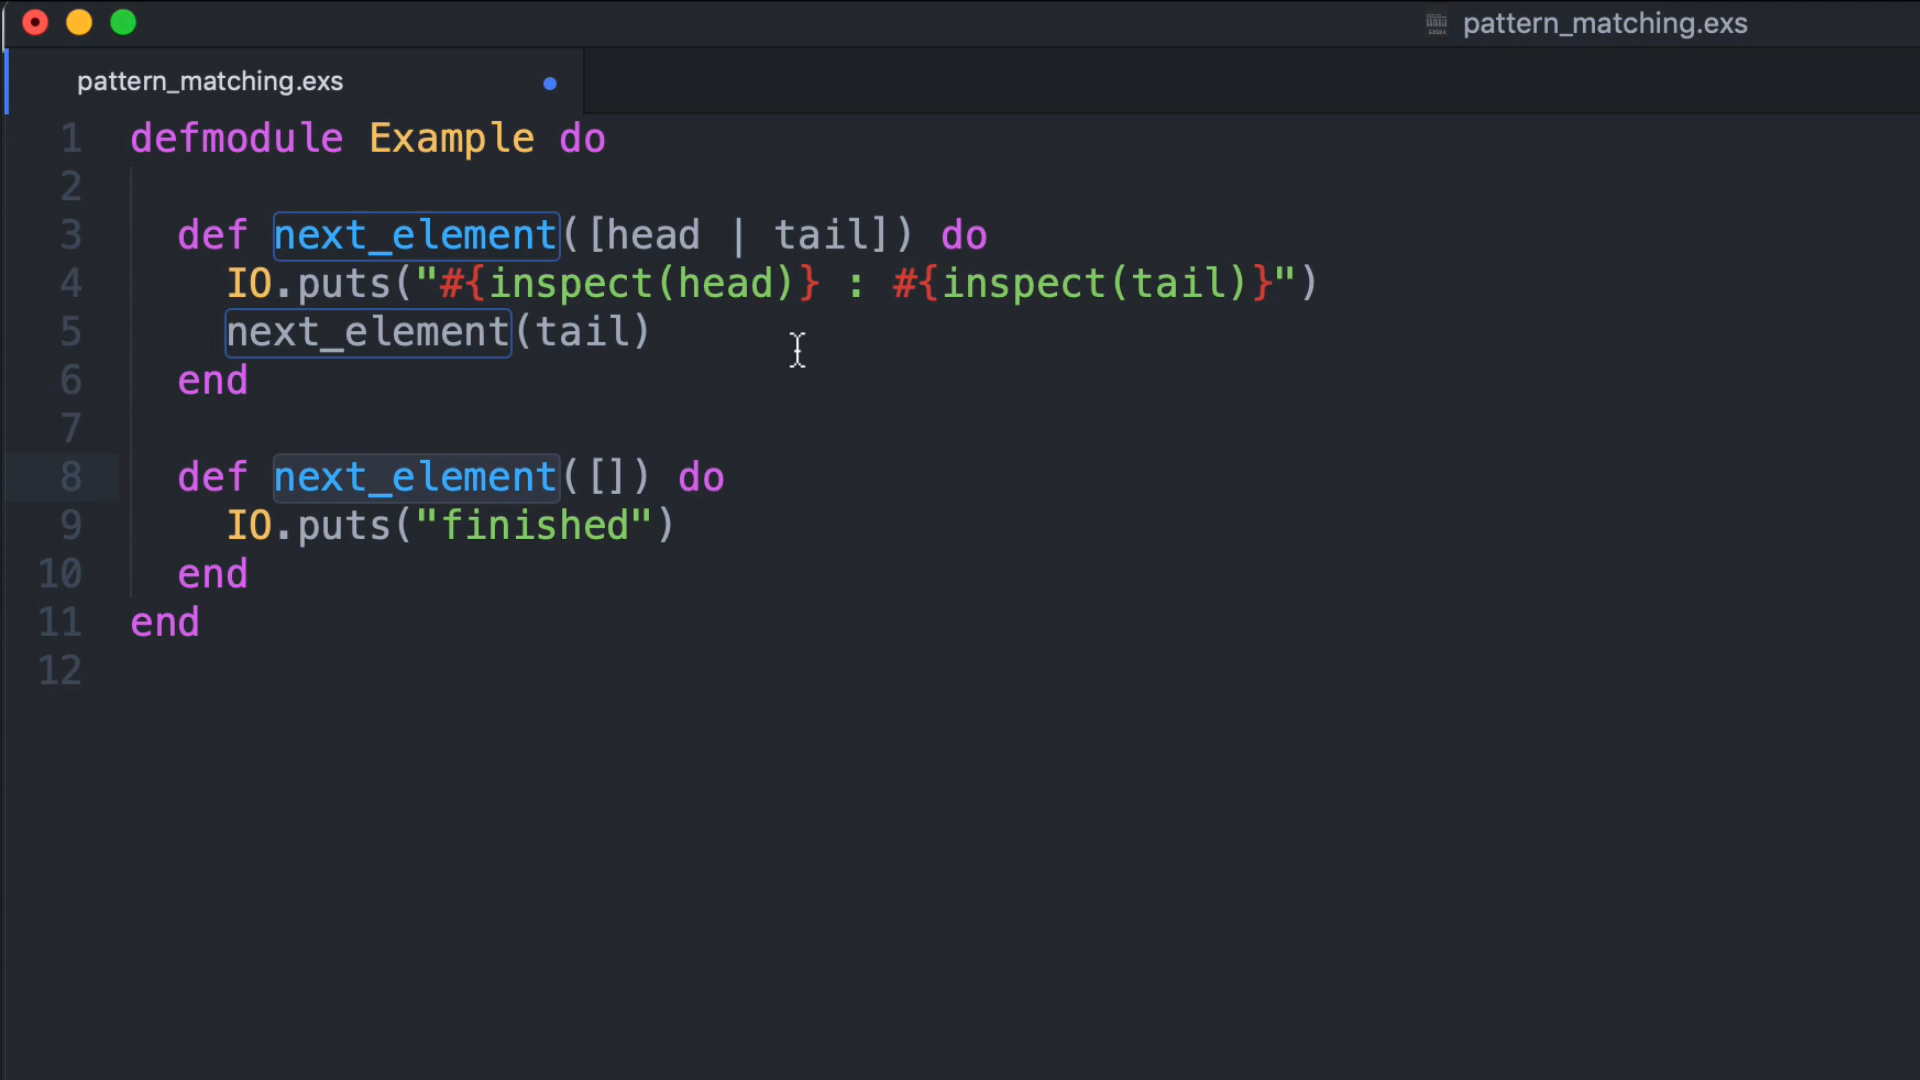 pattern_matching.exs
pattern_matching.exs
1 defmodule Example do
2
3 def next_element([head | tail]) do
4 IO.puts("#{inspect(head)} : #{inspect(tail)}")
5 next_element(tail)
6 end
7
8 def next_element([]) do
9 IO.puts("finished")
10 end
11 end
12